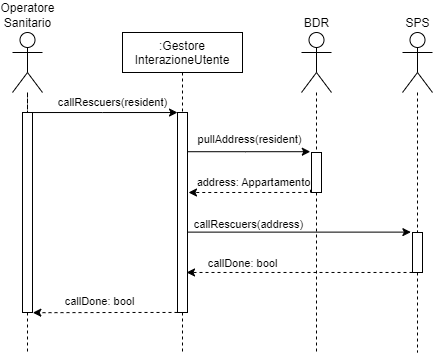 Operatore
Sanitario
:Gestore
InterazioneUtente
BDR
SPS
callRescuers(resident)
pullAddress(resident)
address: Appartamento
callRescuers(address)
callDone: bool
callDone: bool